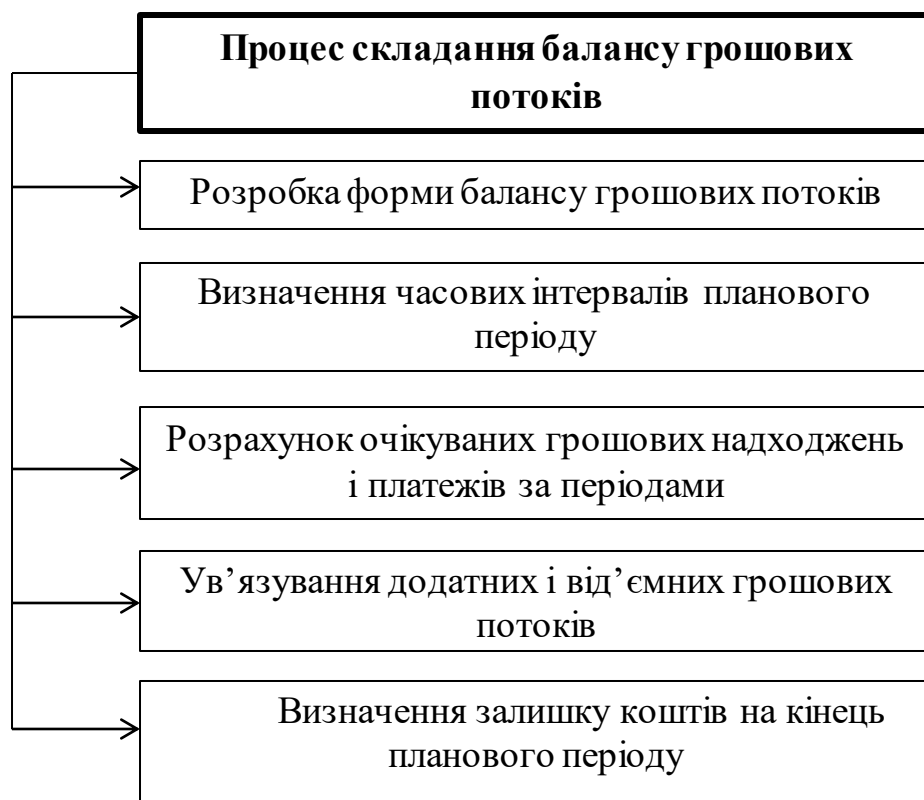 Процес складання балансу грошових
потоків
Розробка форми балансу грошових потоків
Визначення часових інтервалів планового
періоду
Розрахунок очікуваних грошових надходжень
і платежів за періодами
Ув’язування додатних і від’ємних грошових
потоків
Визначення залишку коштів на кінець
планового періоду